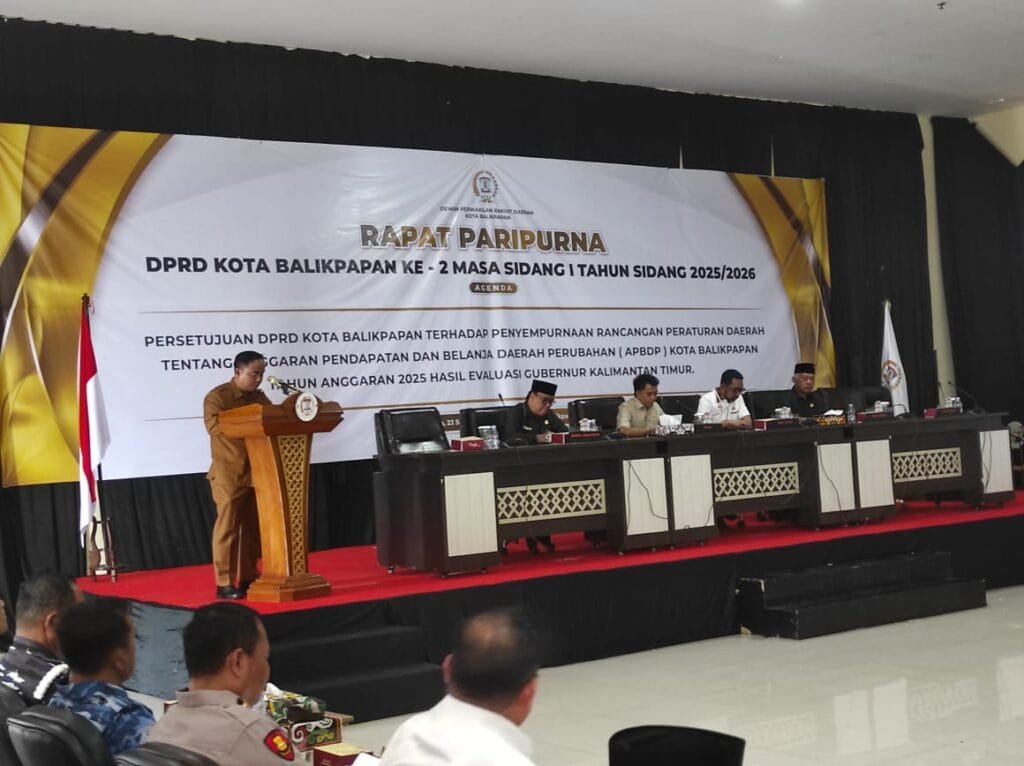 DEWAN PERWAKILAN RAKYAT DAERAH
KOTA BALIKPAPAN
RAPAT PARIPURNA
DPRD KOTA BALIKPAPAN KE - 2 MASA SIDANG I TAHUN SIDANG 2025/2026
AGENDA
PERSETUJUAN DPRD KOTA BALIKPAPAN TERHADAP PENYEMPURNAAN RANCANGAN PERATURAN DAERAH
TENTANG ANGGARAN PENDAPATAN DAN BELANJA DAERAH PERUBAHAN ( APBDP ) KOTA BALIKPAPAN
TAHUN ANGGARAN 2025 HASIL EVALUASI GUBERNUR KALIMANTAN TIMUR.